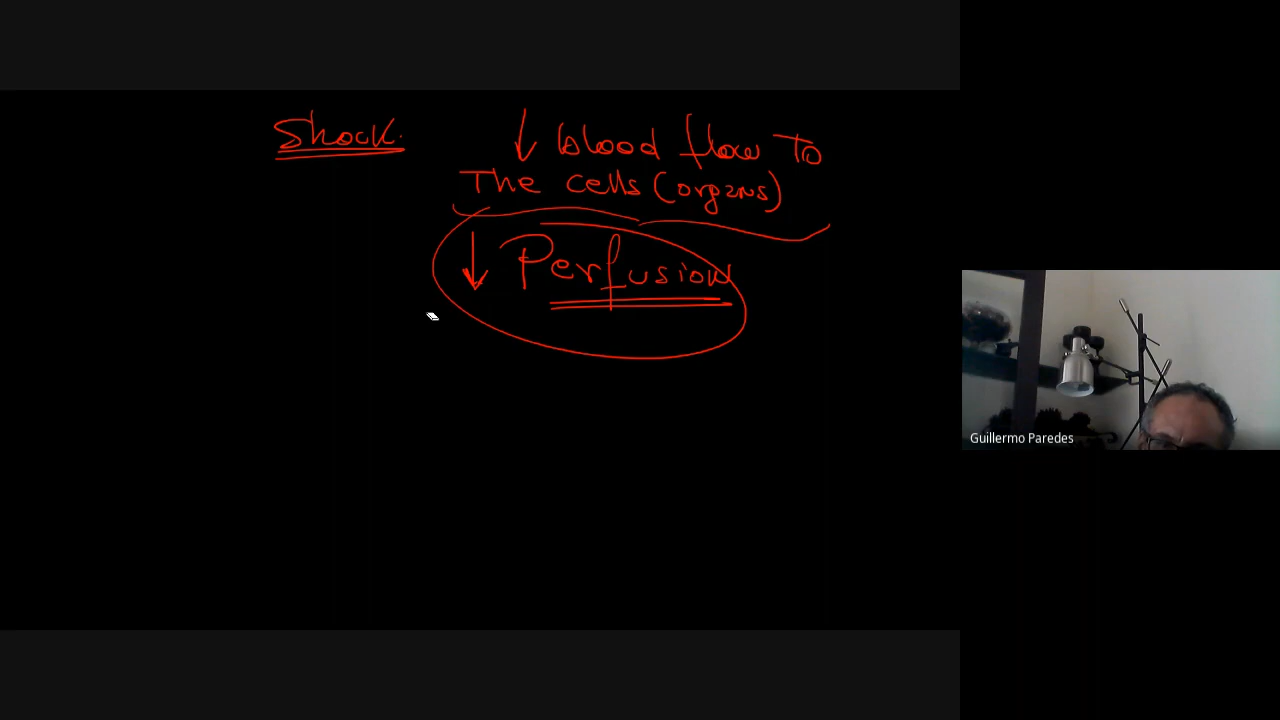 Shock.
↓ blood flow To
The cells (organs)
↓ Perfusion
Guillermo Paredes